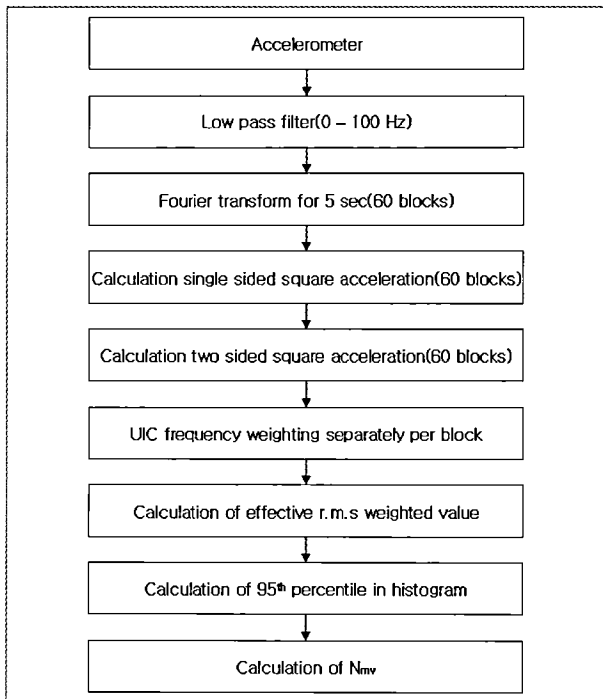 Accelerometer
Low pass filter(0 – 100 Hz)
Fourier transform for 5 sec(60 blocks)
Calculation single sided square acceleration(60 blocks)
Calculation two sided square acceleration(60 blocks)
UIC frequency weighting separately per block
Calculation of effective r.m.s weighted value
Calculation of 95th percentile in histogram
Calculation of Nmv